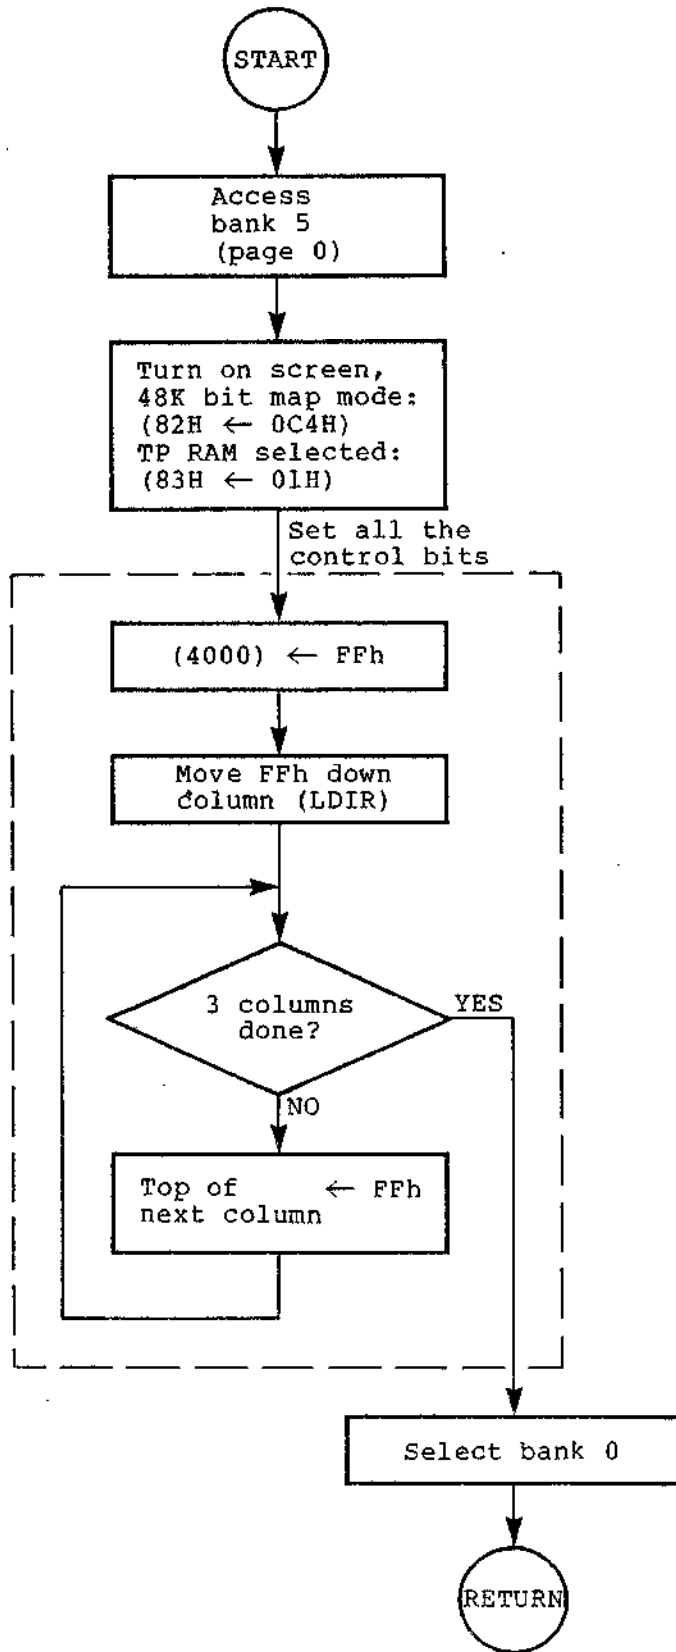 START
Access
bank 5
(page 0)
Turn on screen,
48K bit map mode:
(82H ← 0C4H)
TP RAM selected:
(83H ← 01H)
Set all the
control bits
(4000) ← FFh
Move FFh down
column (LDIR)
3 columns
done?
YES
NO
Top of ← FFh
next column
Select bank 0
RETURN